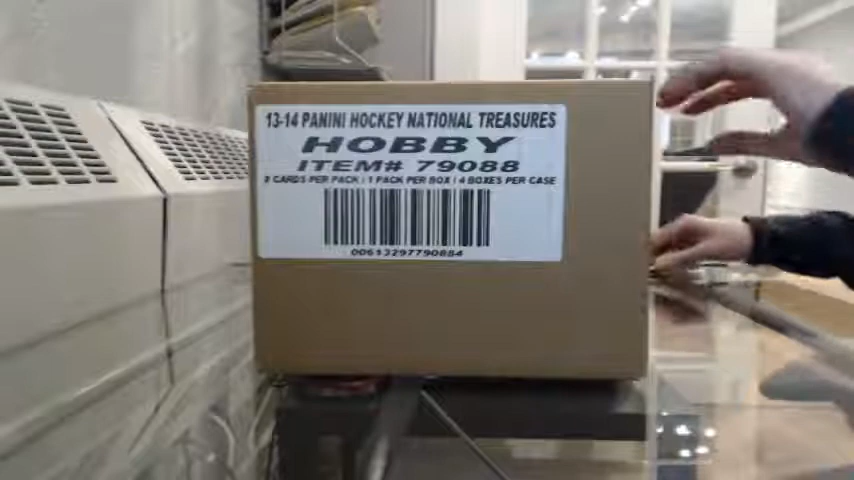 13-14 PANINI HOCKEY NATIONAL TREASURES
HOBBY
ITEM# 79088
CARDS PER PACK | 1 PACK PER BOX | 4 BOXES PER CASE
00613297790884